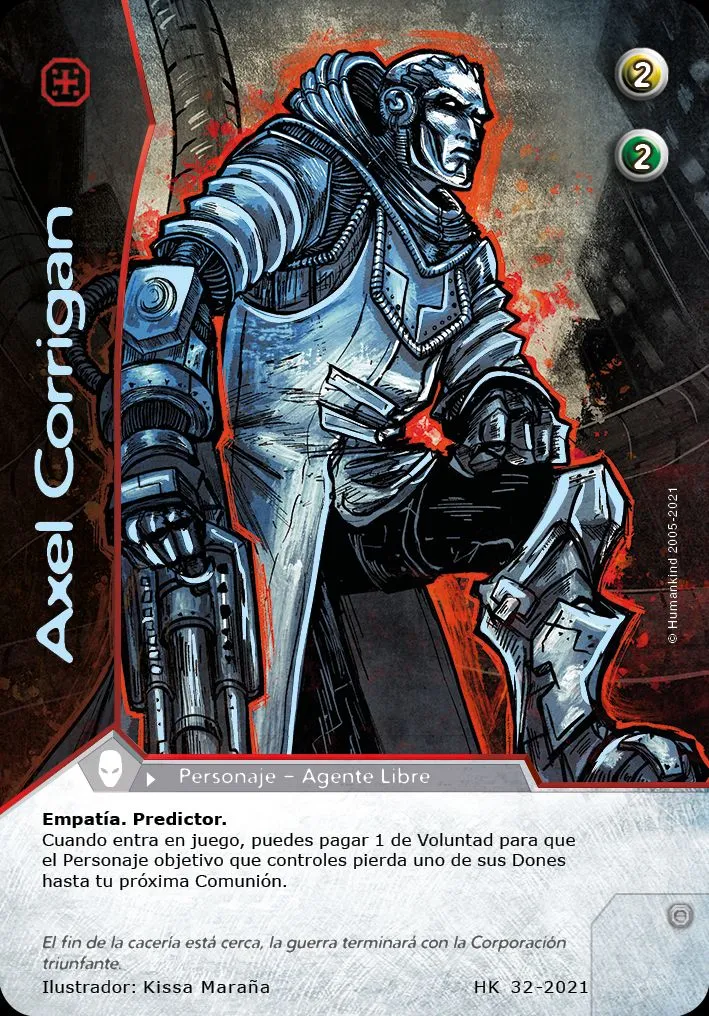 2
2
Axel Corrigan
© Humankind 2005-2021
Personaje – Agente Libre
Empatía. Predictor.
Cuando entra en juego, puedes pagar 1 de Voluntad para que
el Personaje objetivo que controles pierda uno de sus Dones
hasta tu próxima Comunión.
El fin de la cacería está cerca, la guerra terminará con la Corporación
triunfante.
Ilustrador: Kissa Maraña
HK 32-2021